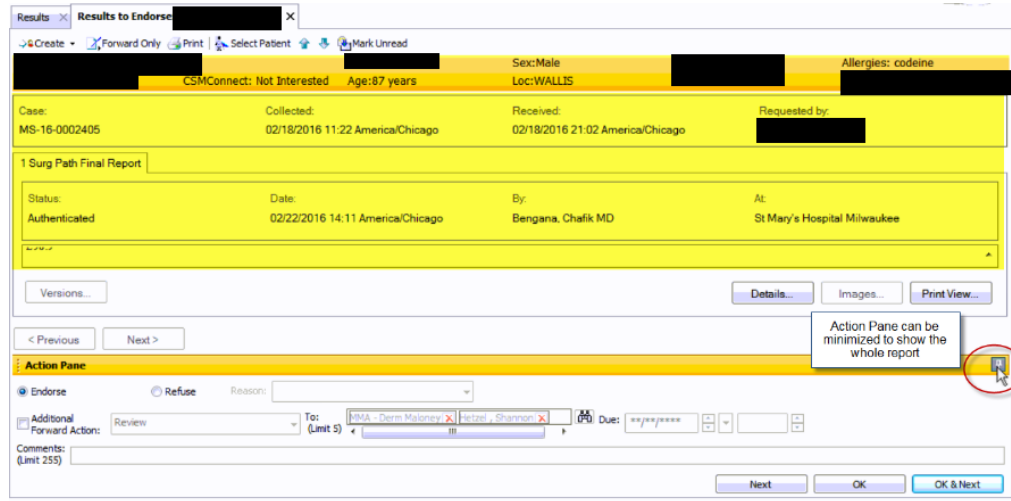 Results Results to Endorse:
Create Forward Only Print Select Patient Mark Unread
Sex:Male Allergies: codeine
CSMConnect: Not Interested Age:87 years Loc:WALLIS
Case: Collected: Received: Requested by:
MS-16-0002405 02/18/2016 11:22 America/Chicago 02/18/2016 21:02 America/Chicago
1 Surg Path Final Report
Status: Date: By: At:
Authenticated 02/22/2016 14:11 America/Chicago Bengana, Chafik MD St Mary's Hospital Milwaukee
Versions... Details... Images... Print View...
Action Pane can be
minimized to show the
whole report
< Previous Next >
Action Pane
Endorse Refuse Reason:
Additional
Forward Action: Review To:
(Limit 5) MMA - Derm Maloney Hetzel , Shannon Due: **/**/****
Comments:
(Limit 255)
Next OK OK & Next